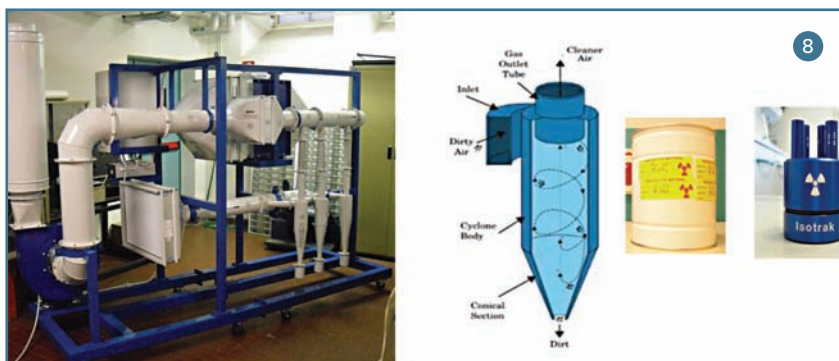 8
Gas
Outlet
Tube
Cleaner
Air
Inlet
Dirty
Air
Cyclone
Body
Conical
Section
Dirt
Isotrak